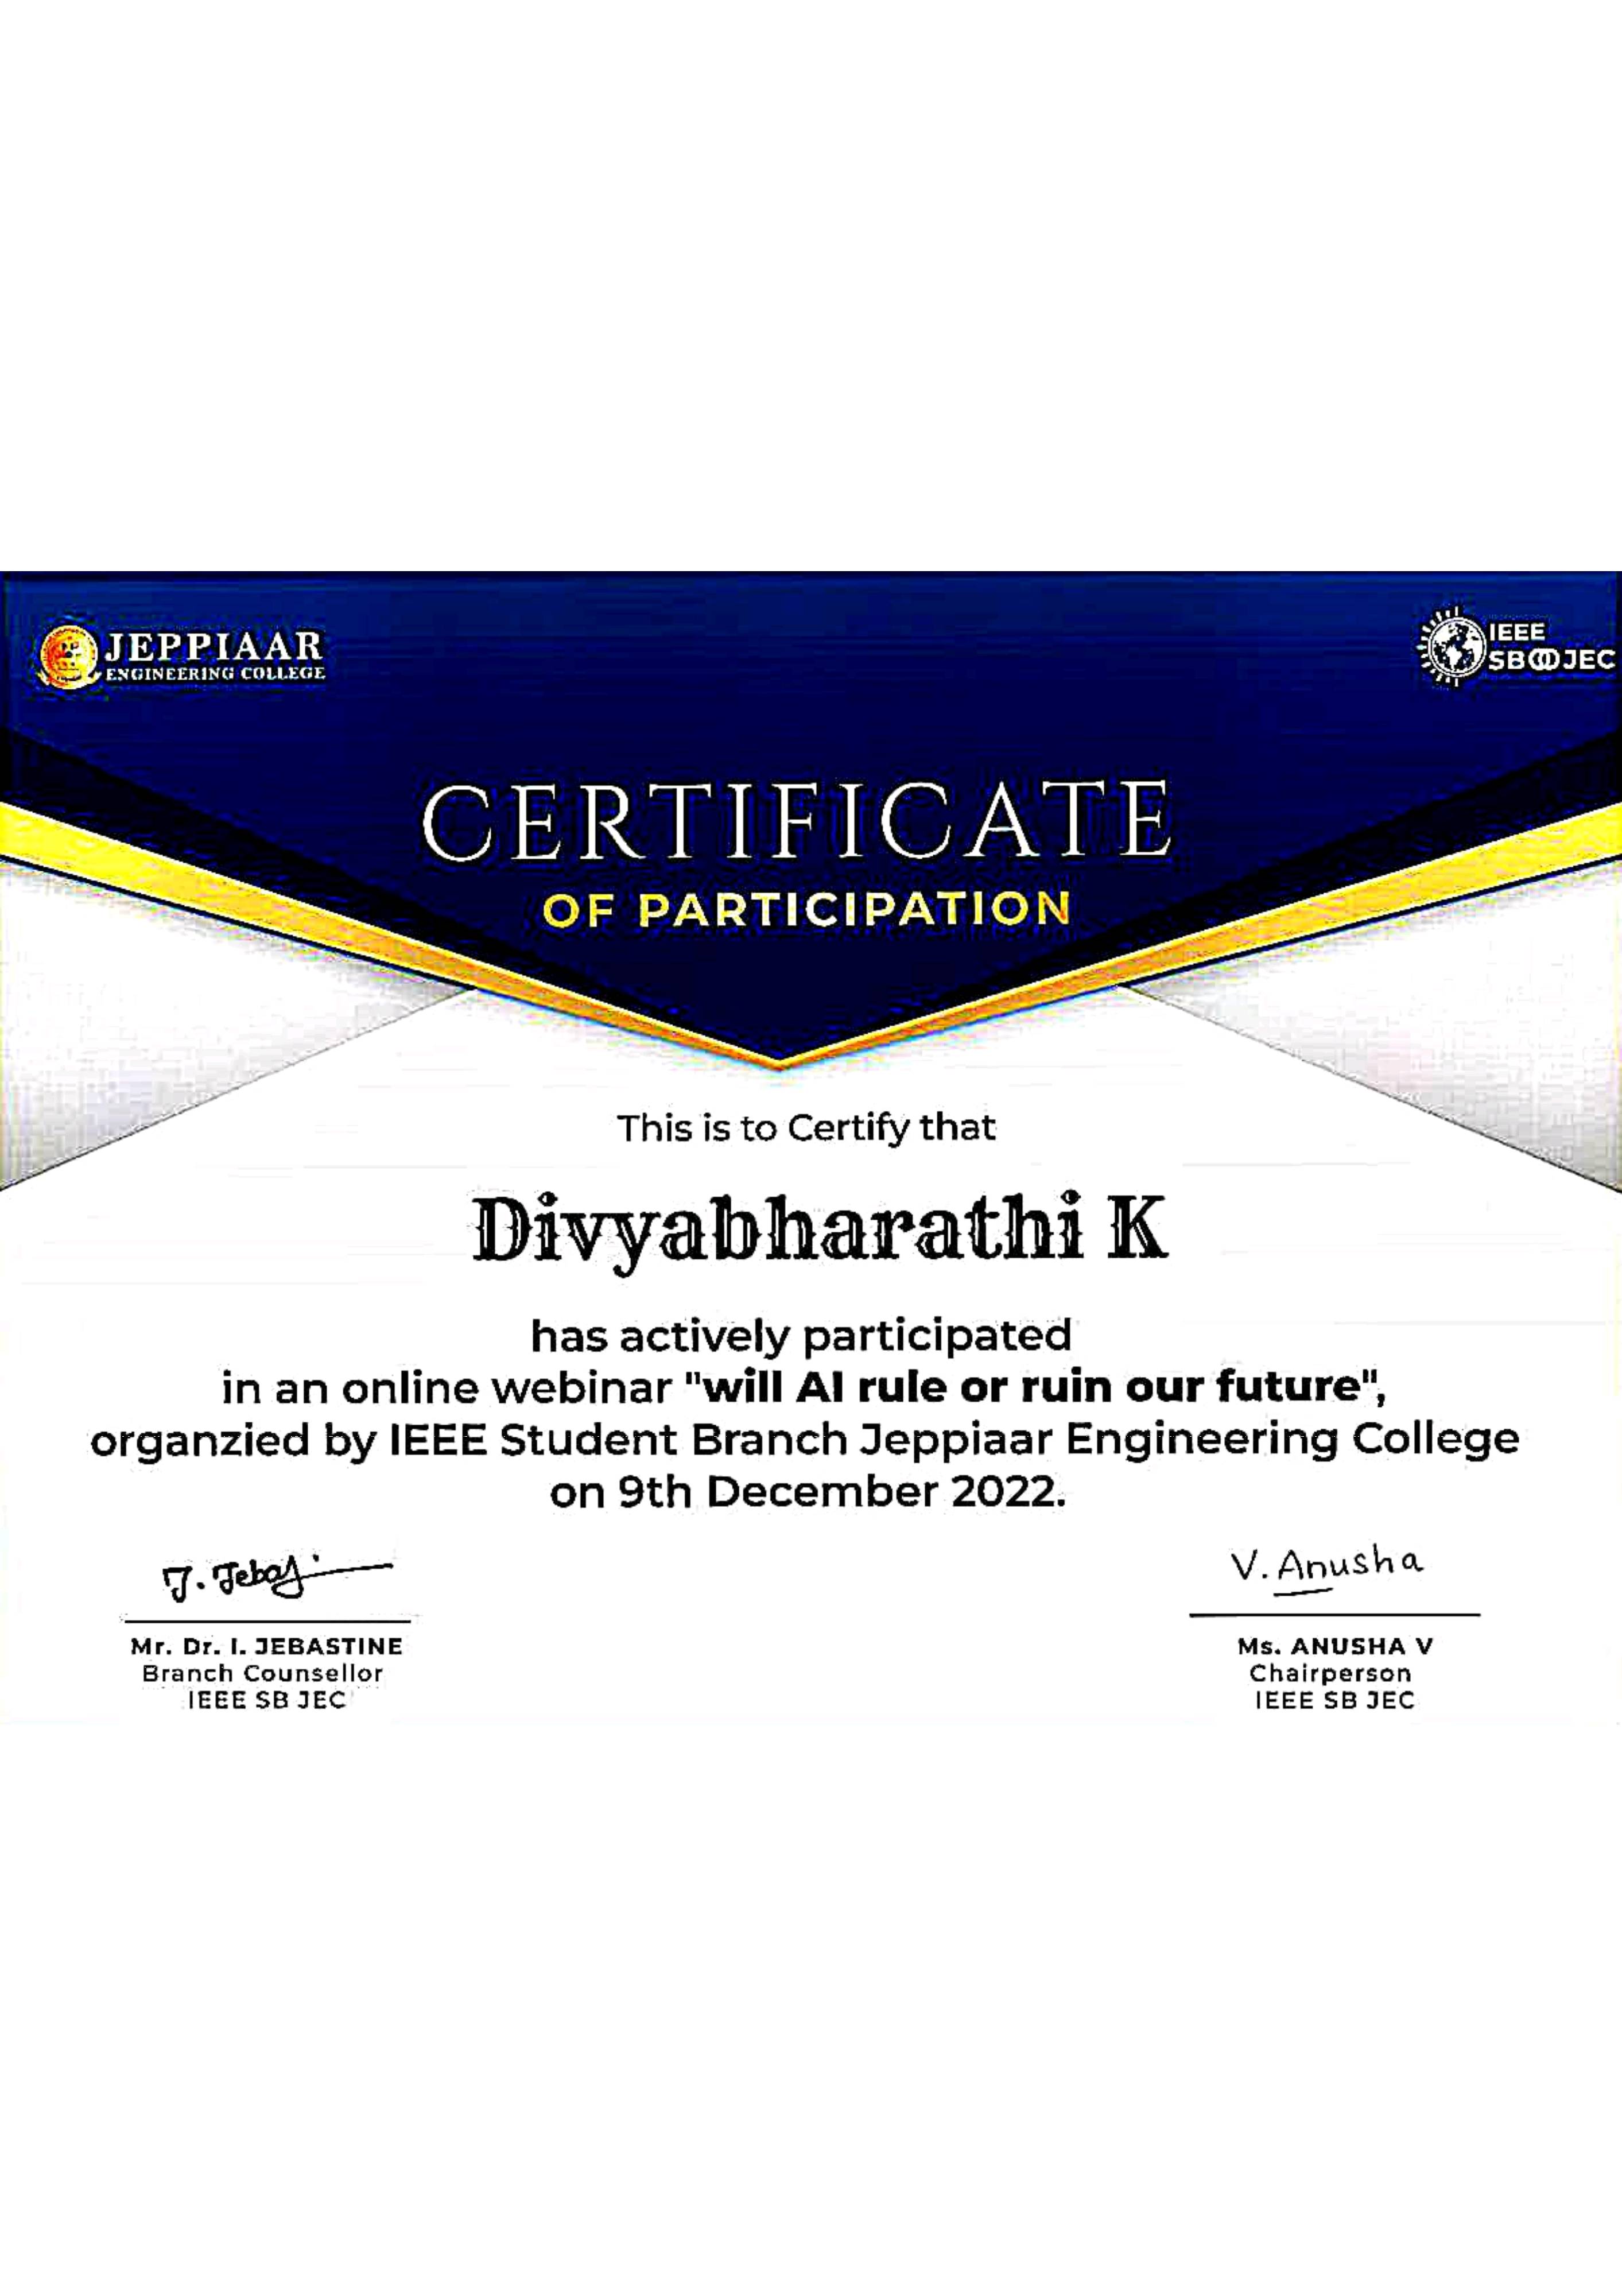 JEPPIAAR
ENGINEERING COLLEGE
IEEE
SB JEC
CERTIFICATE
OF PARTICIPATION
This is to Certify that
Divyabharathi K
has actively participated
in an online webinar "will AI rule or ruin our future",
organzied by IEEE Student Branch Jeppiaar Engineering College
on 9th December 2022.
V. Anusha
Mr. Dr. I. JEBASTINE
Branch Counsellor
IEEE SB JEC
Ms. ANUSHA V
Chairperson
IEEE SB JEC